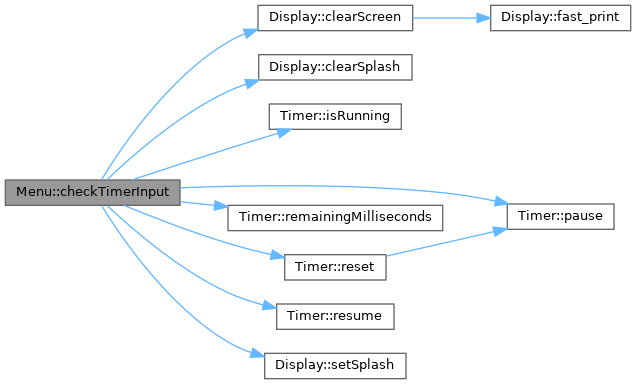 Display::clearScreen
Display::fast_print
Display::clearSplash
Timer::isRunning
Menu::checkTimerInput
Timer::remainingMilliseconds
Timer::pause
Timer::reset
Timer::resume
Display::setSplash